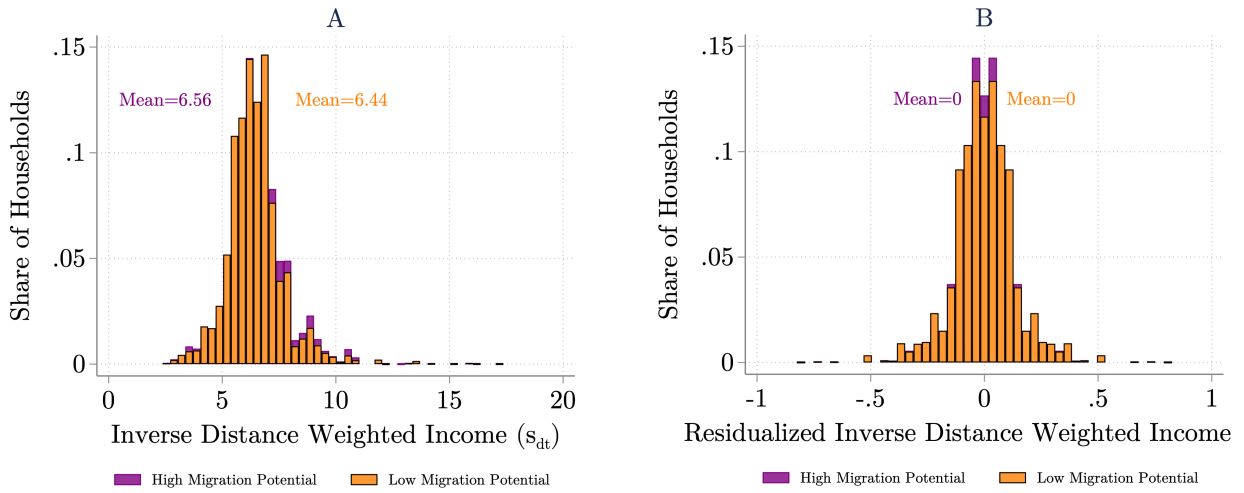 A
Share of Households
.15
.1
.05
0
Mean=6.56
Mean=6.44
0 5 10 15 20
Inverse Distance Weighted Income (s_dt)
High Migration Potential Low Migration Potential
B
Share of Households
.15
.1
.05
0
Mean=0
Mean=0
-1 -.5 0 .5 1
Residualized Inverse Distance Weighted Income
High Migration Potential Low Migration Potential